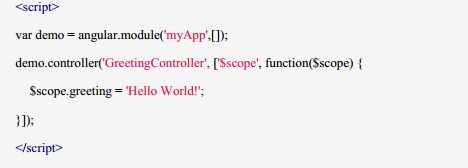 <script>
var demo = angular.module('myApp',[]);
demo.controller('GreetingController', ['$scope', function($scope) {
$scope.greeting = 'Hello World!';
}]);
</script>